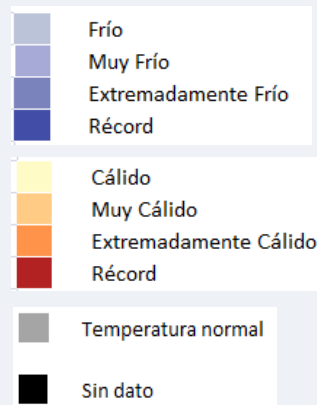 Frío
Muy Frío
Extremadamente Frío
Récord
Cálido
Muy Cálido
Extremadamente Cálido
Récord
Temperatura normal
Sin dato